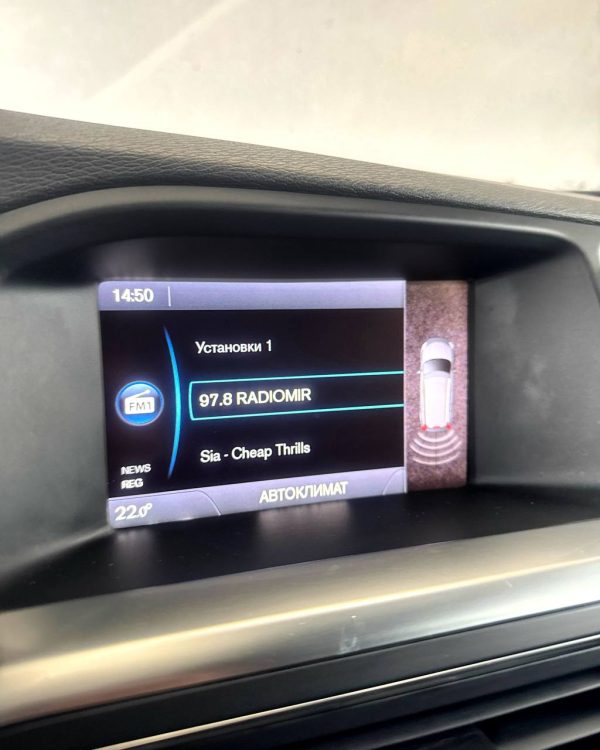 14:50
Установки 1
FM1
97.8 RADIOMIR
Sia - Cheap Thrills
NEWS
REG
22.0°
АВТОКЛИМАТ